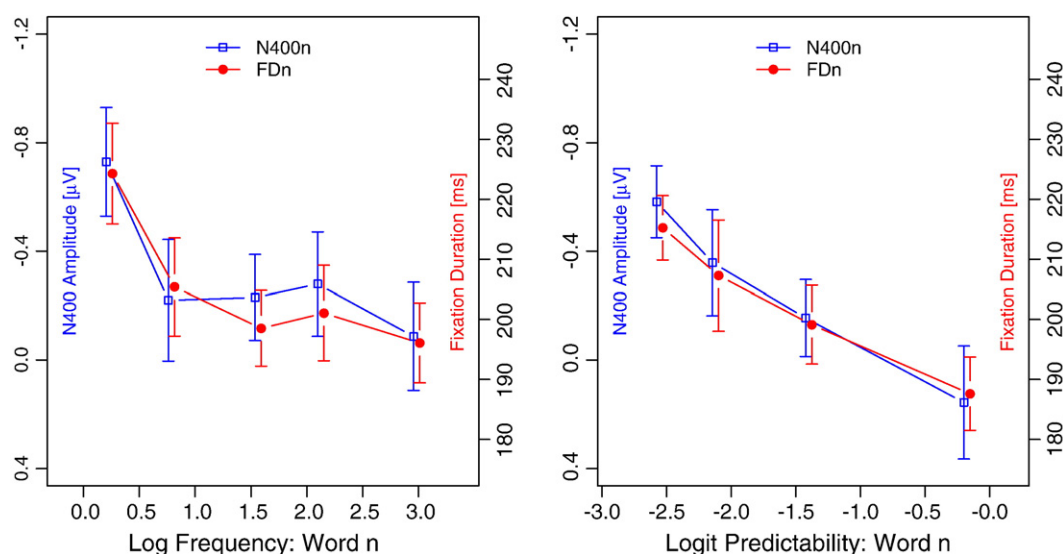 N400n
FDn
N400 Amplitude [µV]
-1.2
-0.8
-0.4
0.0
0.4
Fixation Duration [ms]
240
230
220
210
200
190
180
0.0 0.5 1.0 1.5 2.0 2.5 3.0
Log Frequency: Word n
N400n
FDn
N400 Amplitude [µV]
-1.2
-0.8
-0.4
0.0
0.4
Fixation Duration [ms]
240
230
220
210
200
190
180
-3.0 -2.5 -2.0 -1.5 -1.0 -0.5 -0.0
Logit Predictability: Word n